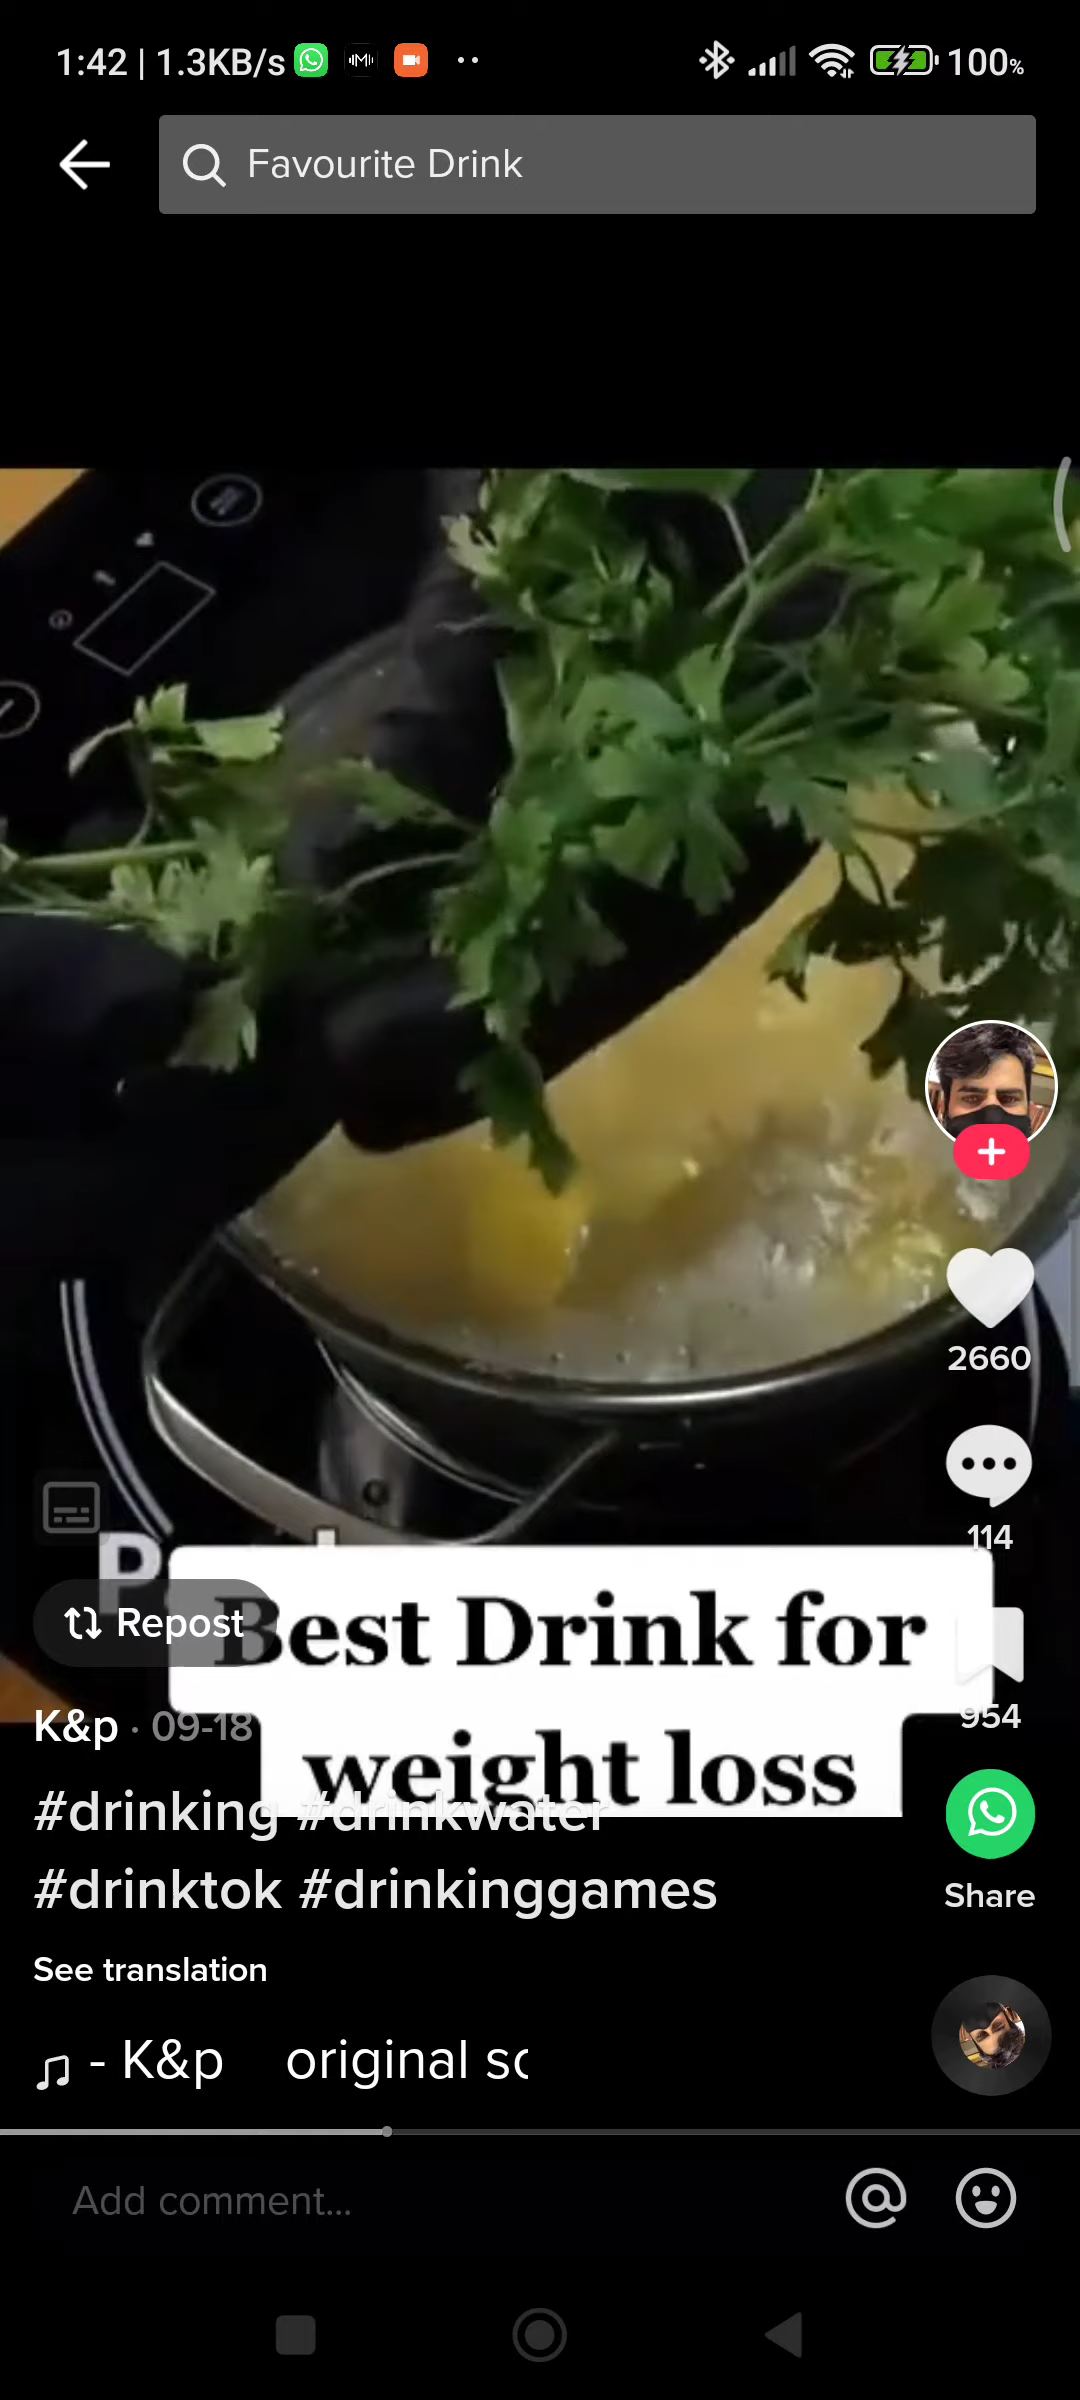 1:42 | 1.3KB/s
100%
Favourite Drink
Best Drink for
weight loss
2660
114
954
Repost
K&p · 09-18
#drinking #drinkwater
#drinktok #drinkinggames
See translation
Share
- K&p original
Add comment...